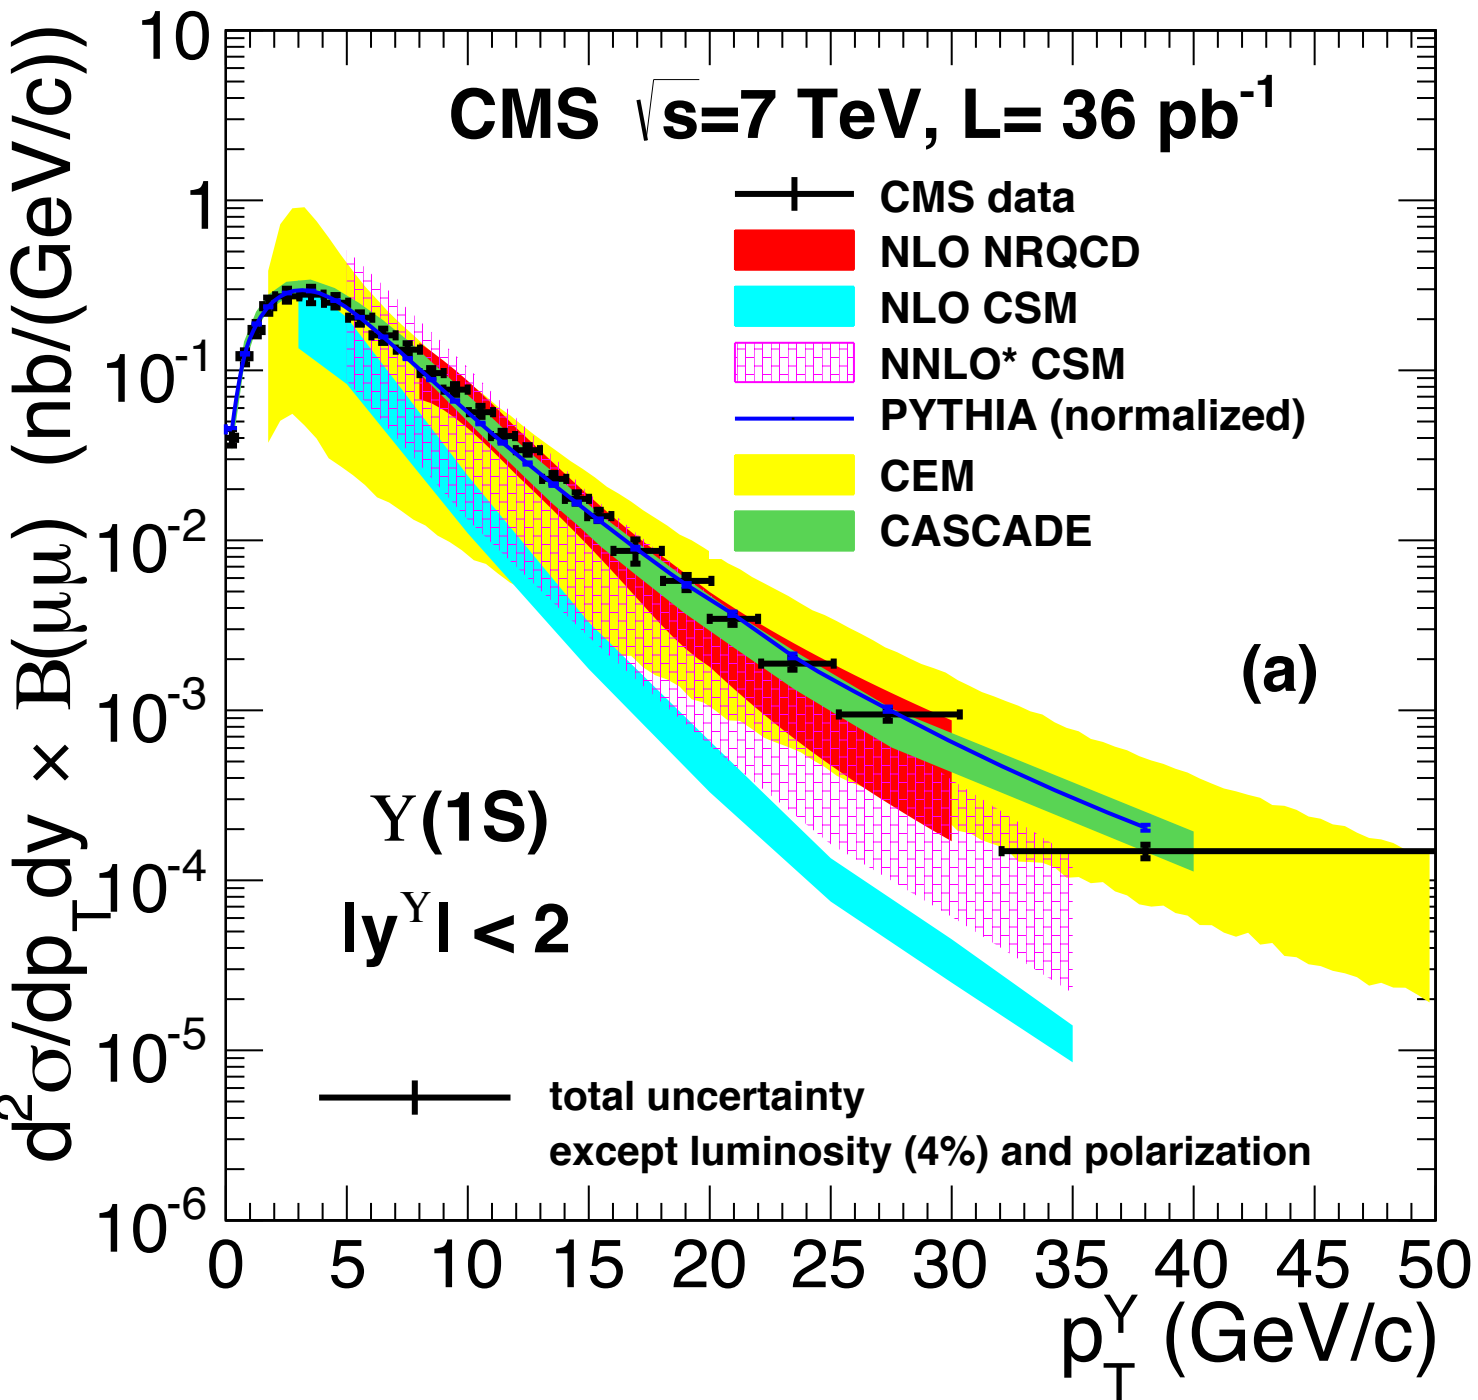 CMS √s=7 TeV, L= 36 pb⁻¹
CMS data
NLO NRQCD
NLO CSM
NNLO* CSM
PYTHIA (normalized)
CEM
CASCADE
(a)
ϒ(1S)
|y^ϒ| < 2
total uncertainty
except luminosity (4%) and polarization
d²σ/dp_T dy × B(μμ) (nb/(GeV/c))
10
1
10⁻¹
10⁻²
10⁻³
10⁻⁴
10⁻⁵
10⁻⁶
0 5 10 15 20 25 30 35 40 45 50
p_T^ϒ (GeV/c)